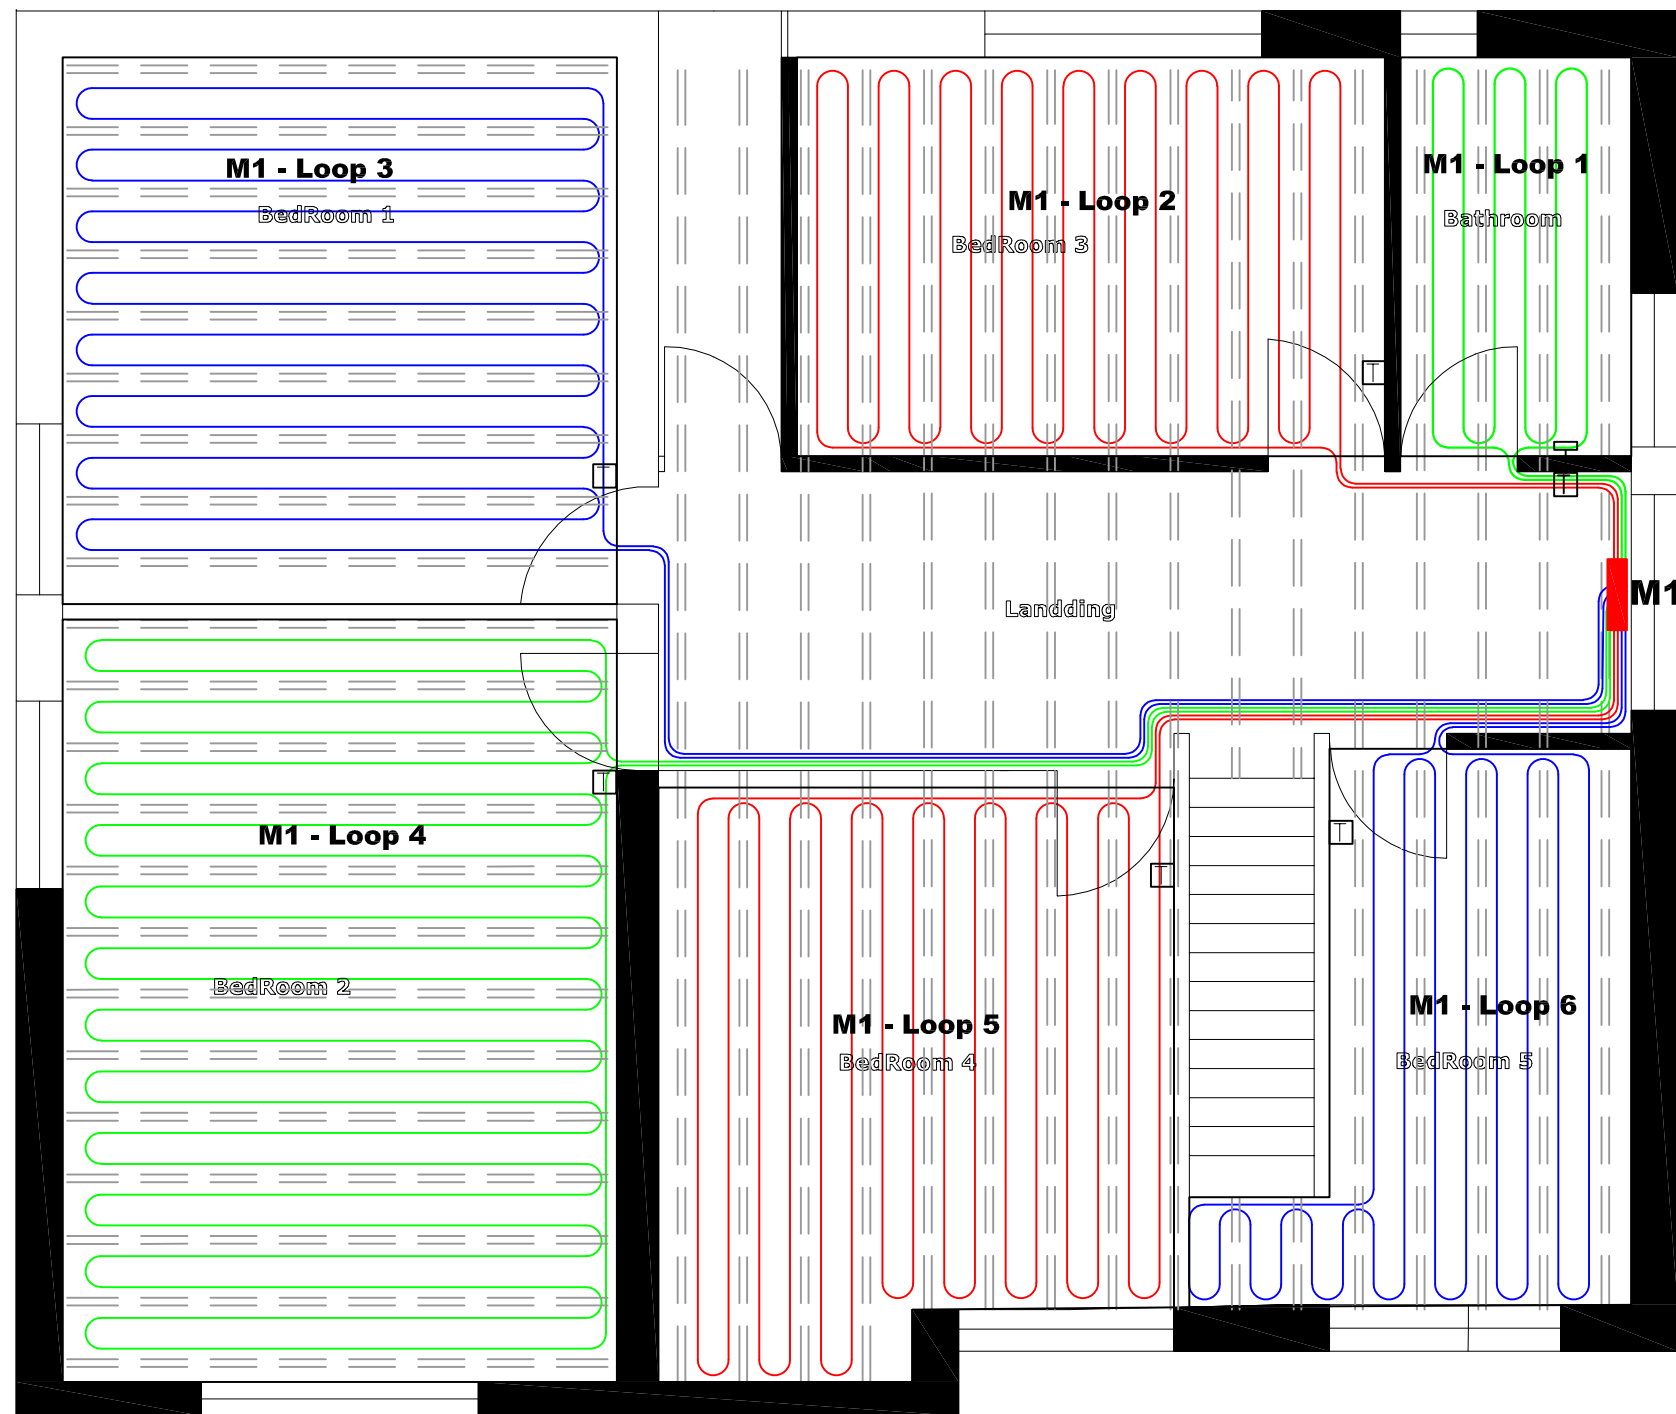 M1 - Loop 3
BedRoom 1
M1 - Loop 2
BedRoom 3
M1 - Loop 1
Bathroom
T
T
T
T
Landding
M1
T
M1 - Loop 4
BedRoom 2
T
T
M1 - Loop 5
BedRoom 4
M1 - Loop 6
BedRoom 5